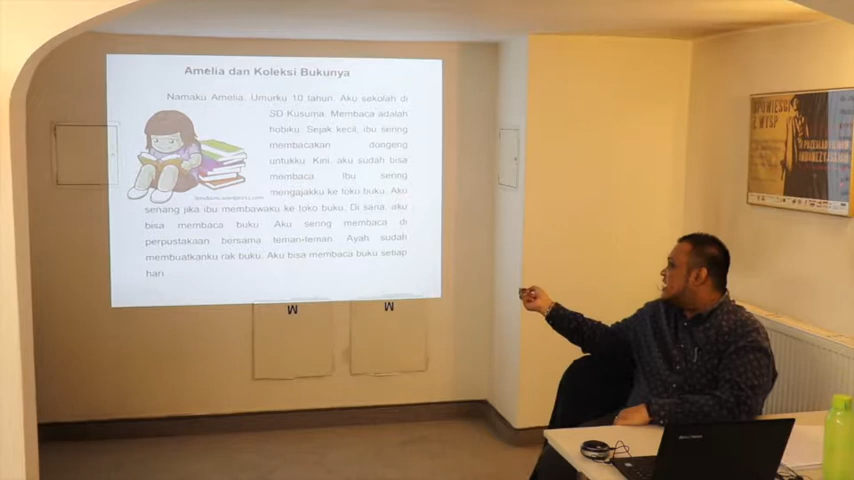 Amelia dan Koleksi Bukunya
Namaku Amelia. Umurku 10 tahun. Aku sekolah di
SD Kusuma. Membaca adalah
hobiku. Sejak kecil, ibu sering
membacakan dongeng
untukku. Kini, aku sudah bisa
membaca. Ibu sering
mengajakku ke toko buku. Aku
senang jika ibu membawaku ke toko buku. Di sana, aku
bisa membaca buku. Aku sering membaca di
perpustakaan bersama teman-teman. Ayah sudah
membuatkanku rak buku. Aku bisa membaca buku setiap
hari
M
M
OPOWIEŚCI
Z WYSP